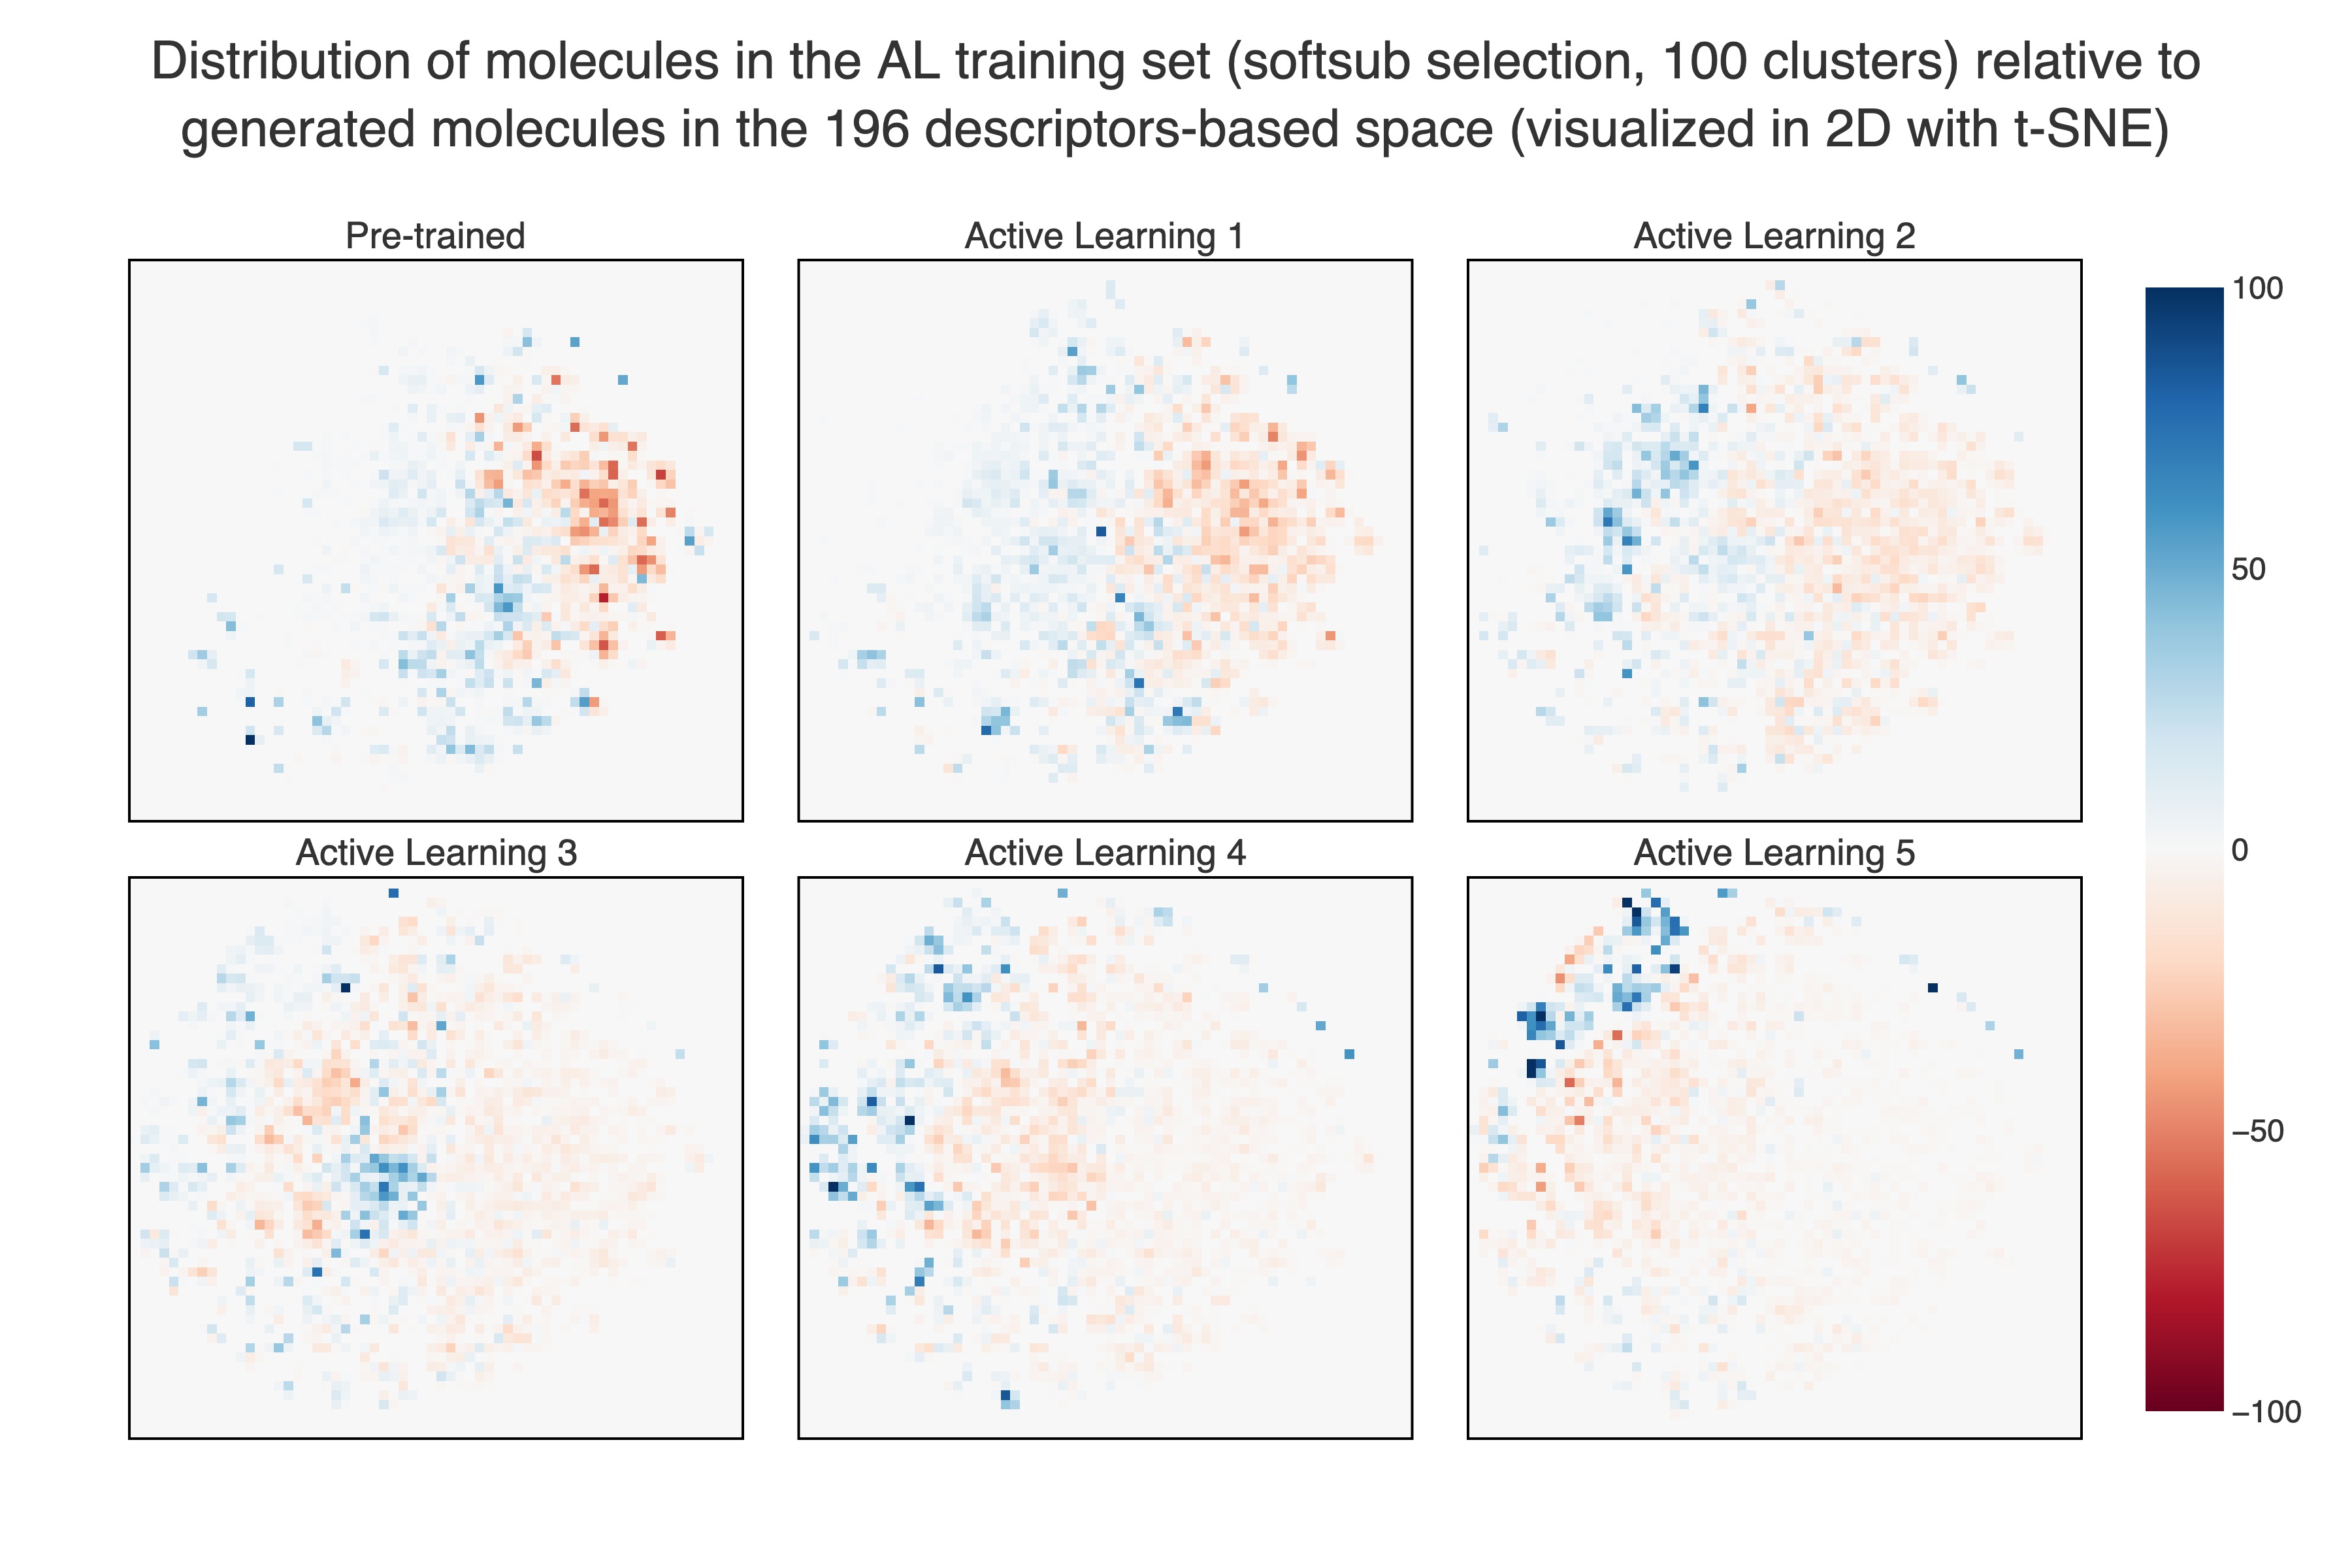 Distribution of molecules in the AL training set (softsub selection, 100 clusters) relative to
generated molecules in the 196 descriptors-based space (visualized in 2D with t-SNE)
Pre-trained
Active Learning 1
Active Learning 2
Active Learning 3
Active Learning 4
Active Learning 5
100
50
0
−50
−100